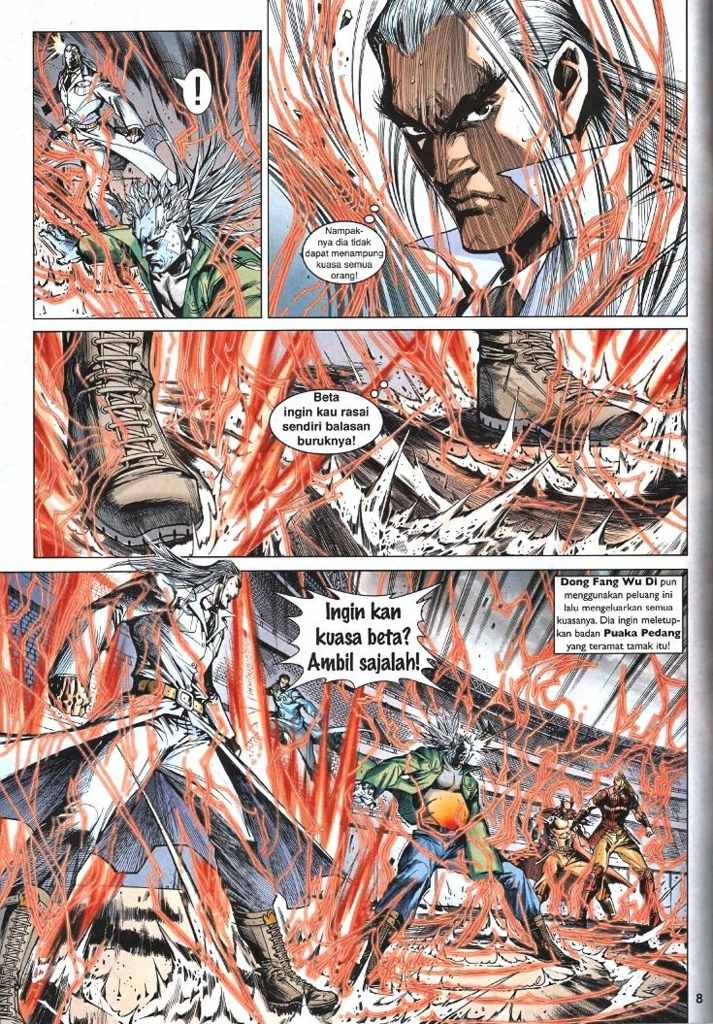 !
Nampak-
nya dia tidak
dapat menampung
kuasa semua
orang!
Beta
ingin kau rasai
sendiri balasan
buruknya!
Ingin kan
kuasa beta?
Ambil sajalah!
Dong Fang Wu Di pun
menggunakan peluang ini
lalu mengeluarkan semua
kuasanya. Dia ingin meletup-
kan badan Puaka Pedang
yang teramat tamak itu!
8